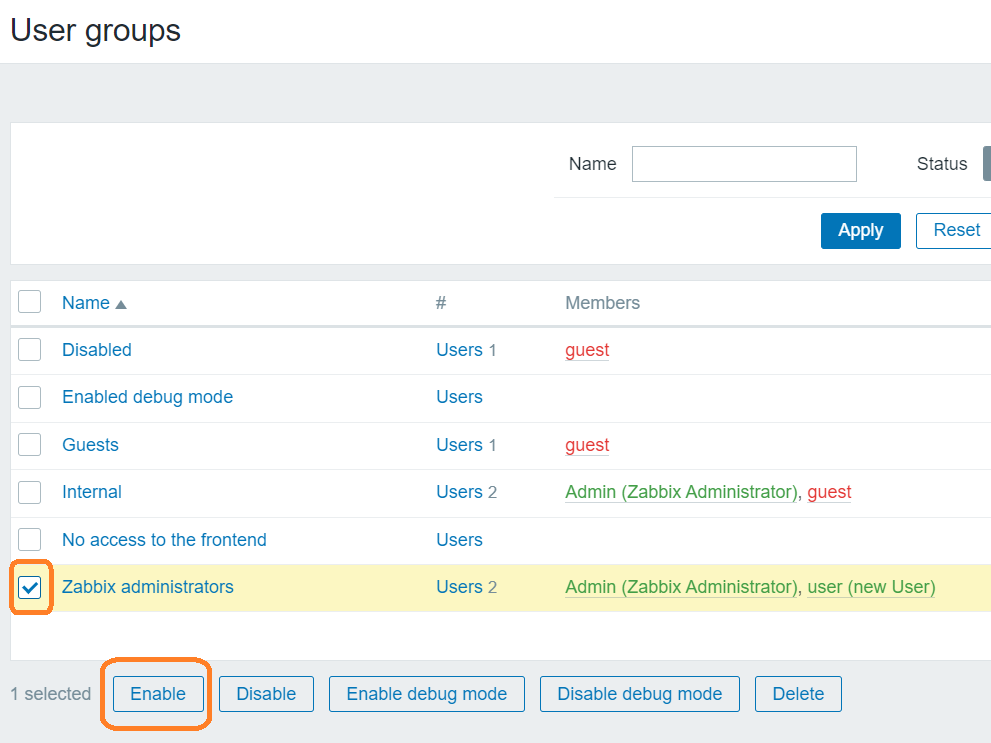 User groups
Name Status
Apply Reset
Name # Members
Disabled Users 1 guest
Enabled debug mode Users
Guests Users 1 guest
Internal Users 2 Admin (Zabbix Administrator), guest
No access to the frontend Users
Zabbix administrators Users 2 Admin (Zabbix Administrator), user (new User)
1 selected Enable Disable Enable debug mode Disable debug mode Delete